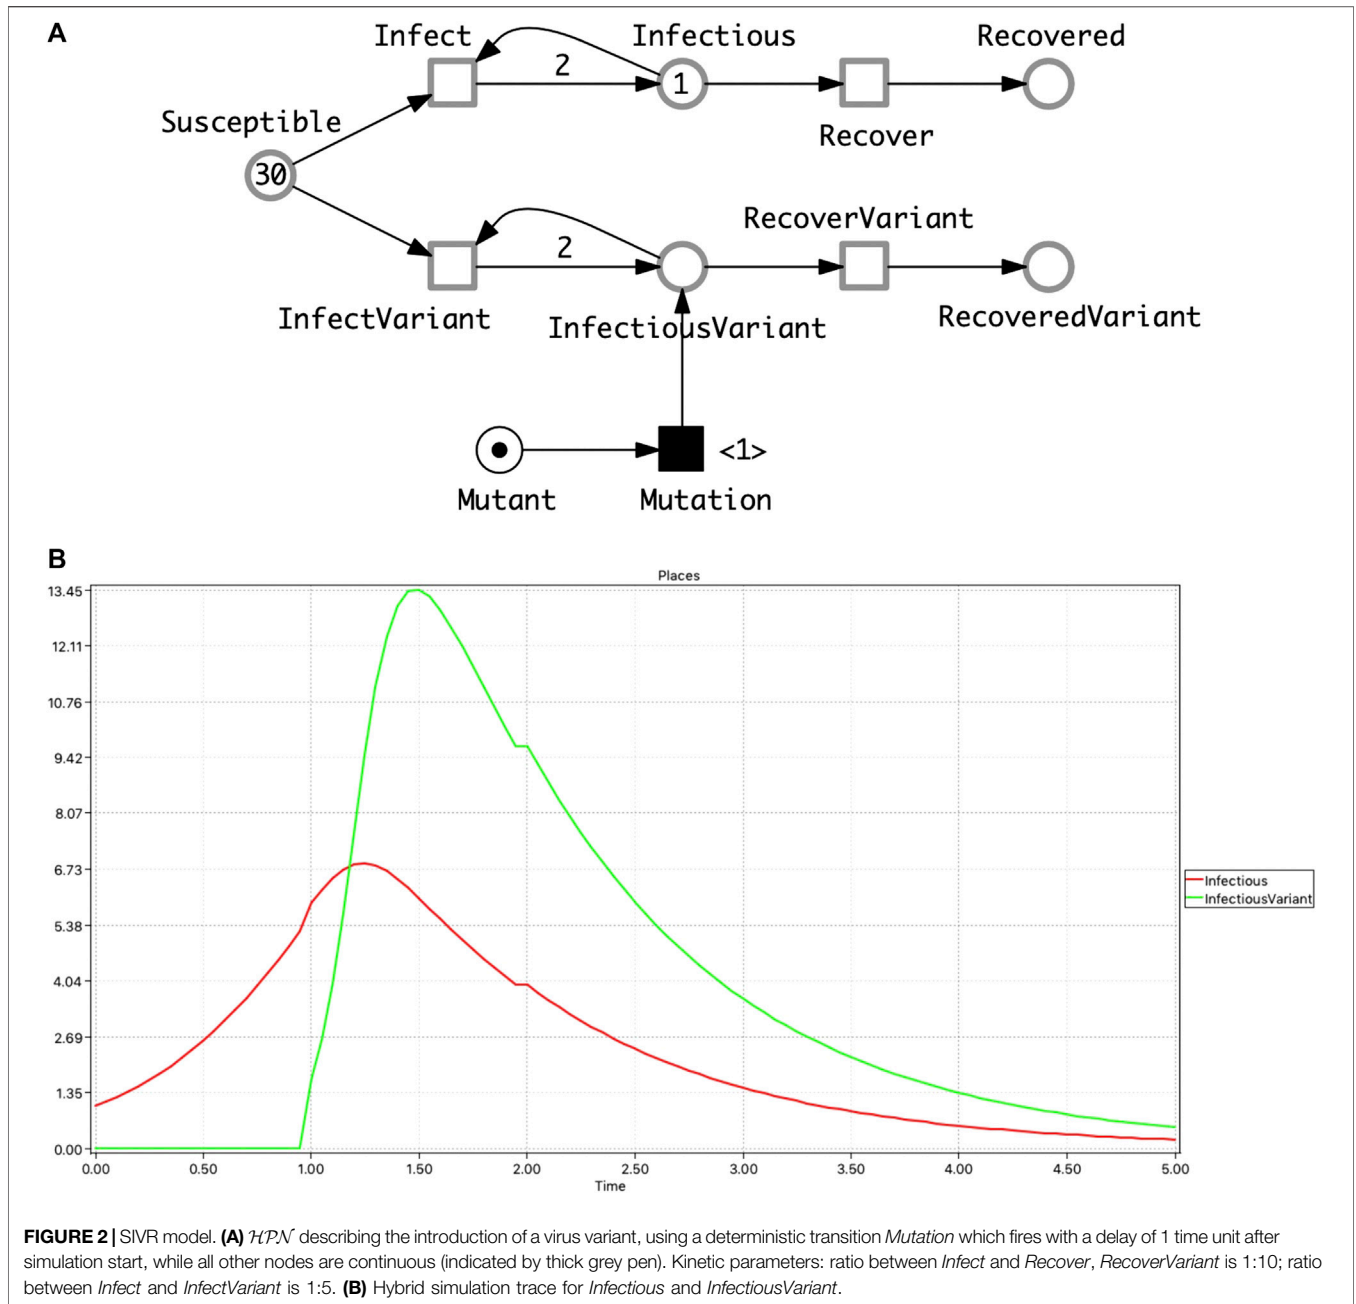 A
Infect
Infectious
Recovered
2
1
Susceptible
Recover
30
RecoverVariant
2
InfectVariant
InfectiousVariant
RecoveredVariant
<1>
Mutant
Mutation
B
Places
13.45
12.11
10.76
9.42
8.07
6.73
5.38
4.04
2.69
1.35
0.00
Infectious
InfectiousVariant
0.00 0.50 1.00 1.50 2.00 2.50 3.00 3.50 4.00 4.50 5.00
Time
FIGURE 2 | SIVR model. (A) HPN describing the introduction of a virus variant, using a deterministic transition Mutation which fires with a delay of 1 time unit after
simulation start, while all other nodes are continuous (indicated by thick grey pen). Kinetic parameters: ratio between Infect and Recover, RecoverVariant is 1:10; ratio
between Infect and InfectVariant is 1:5. (B) Hybrid simulation trace for Infectious and InfectiousVariant.